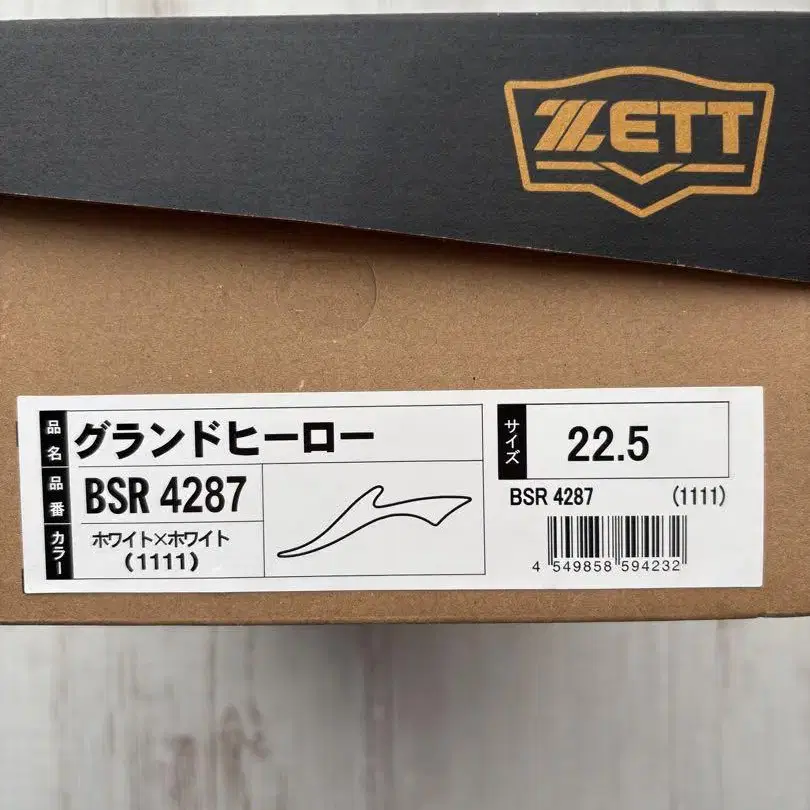 ZETT
品名 グランドヒーロー
品番 BSR 4287
カラー ホワイト×ホワイト
(1111)
サイズ 22.5
BSR 4287 (1111)
4 549858 594232